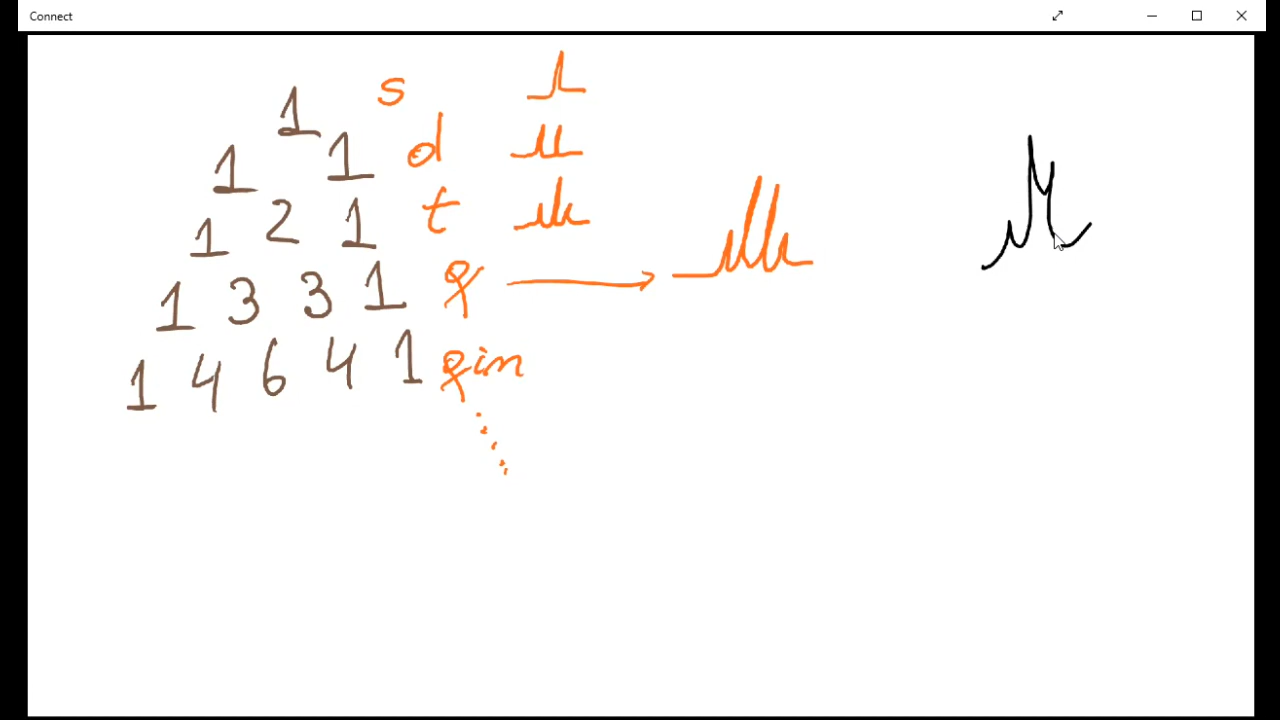 Connect
1 s
1 1 d
1 2 1 t
1 3 3 1 q
1 4 6 4 1 qin